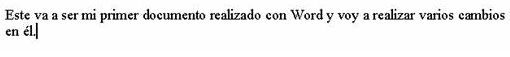 Este va a ser mi primer documento realizado con Word y voy a realizar varios cambios
en él.